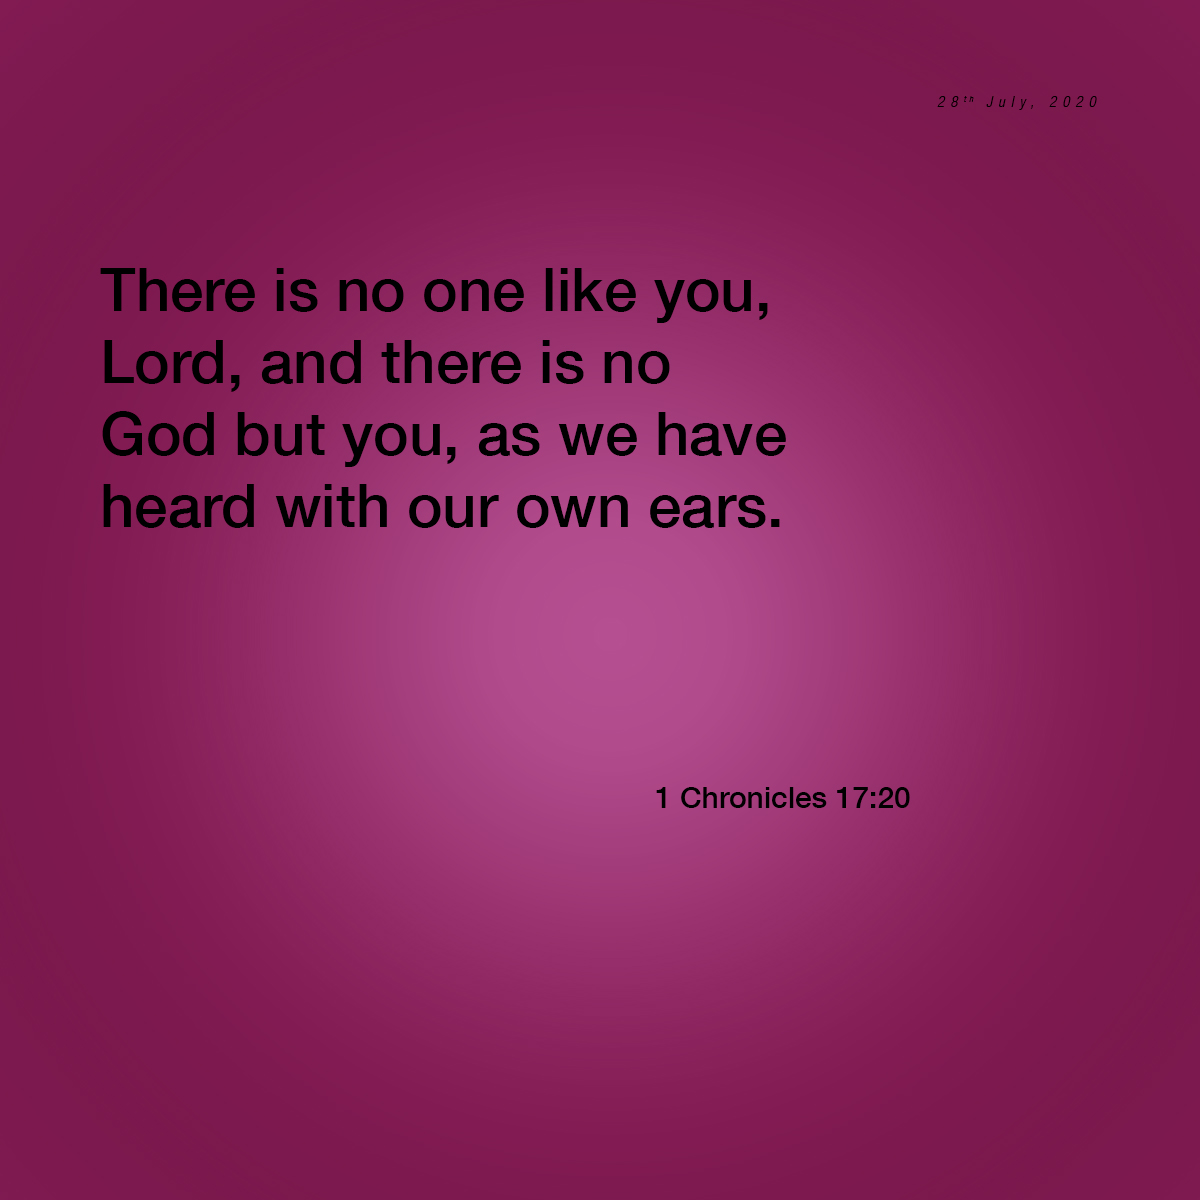 28th July, 2020
There is no one like you,
Lord, and there is no
God but you, as we have
heard with our own ears.
1 Chronicles 17:20